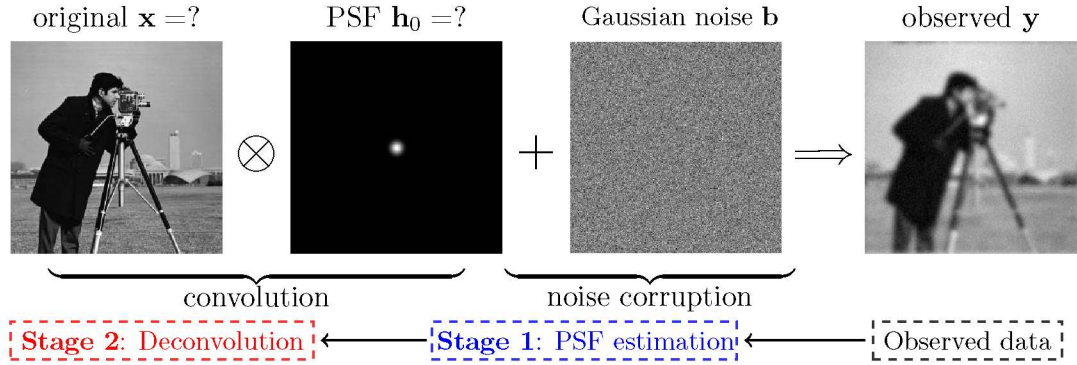 original x =?
PSF h₀ =?
Gaussian noise b
observed y
convolution
noise corruption
Stage 2: Deconvolution
Stage 1: PSF estimation
Observed data